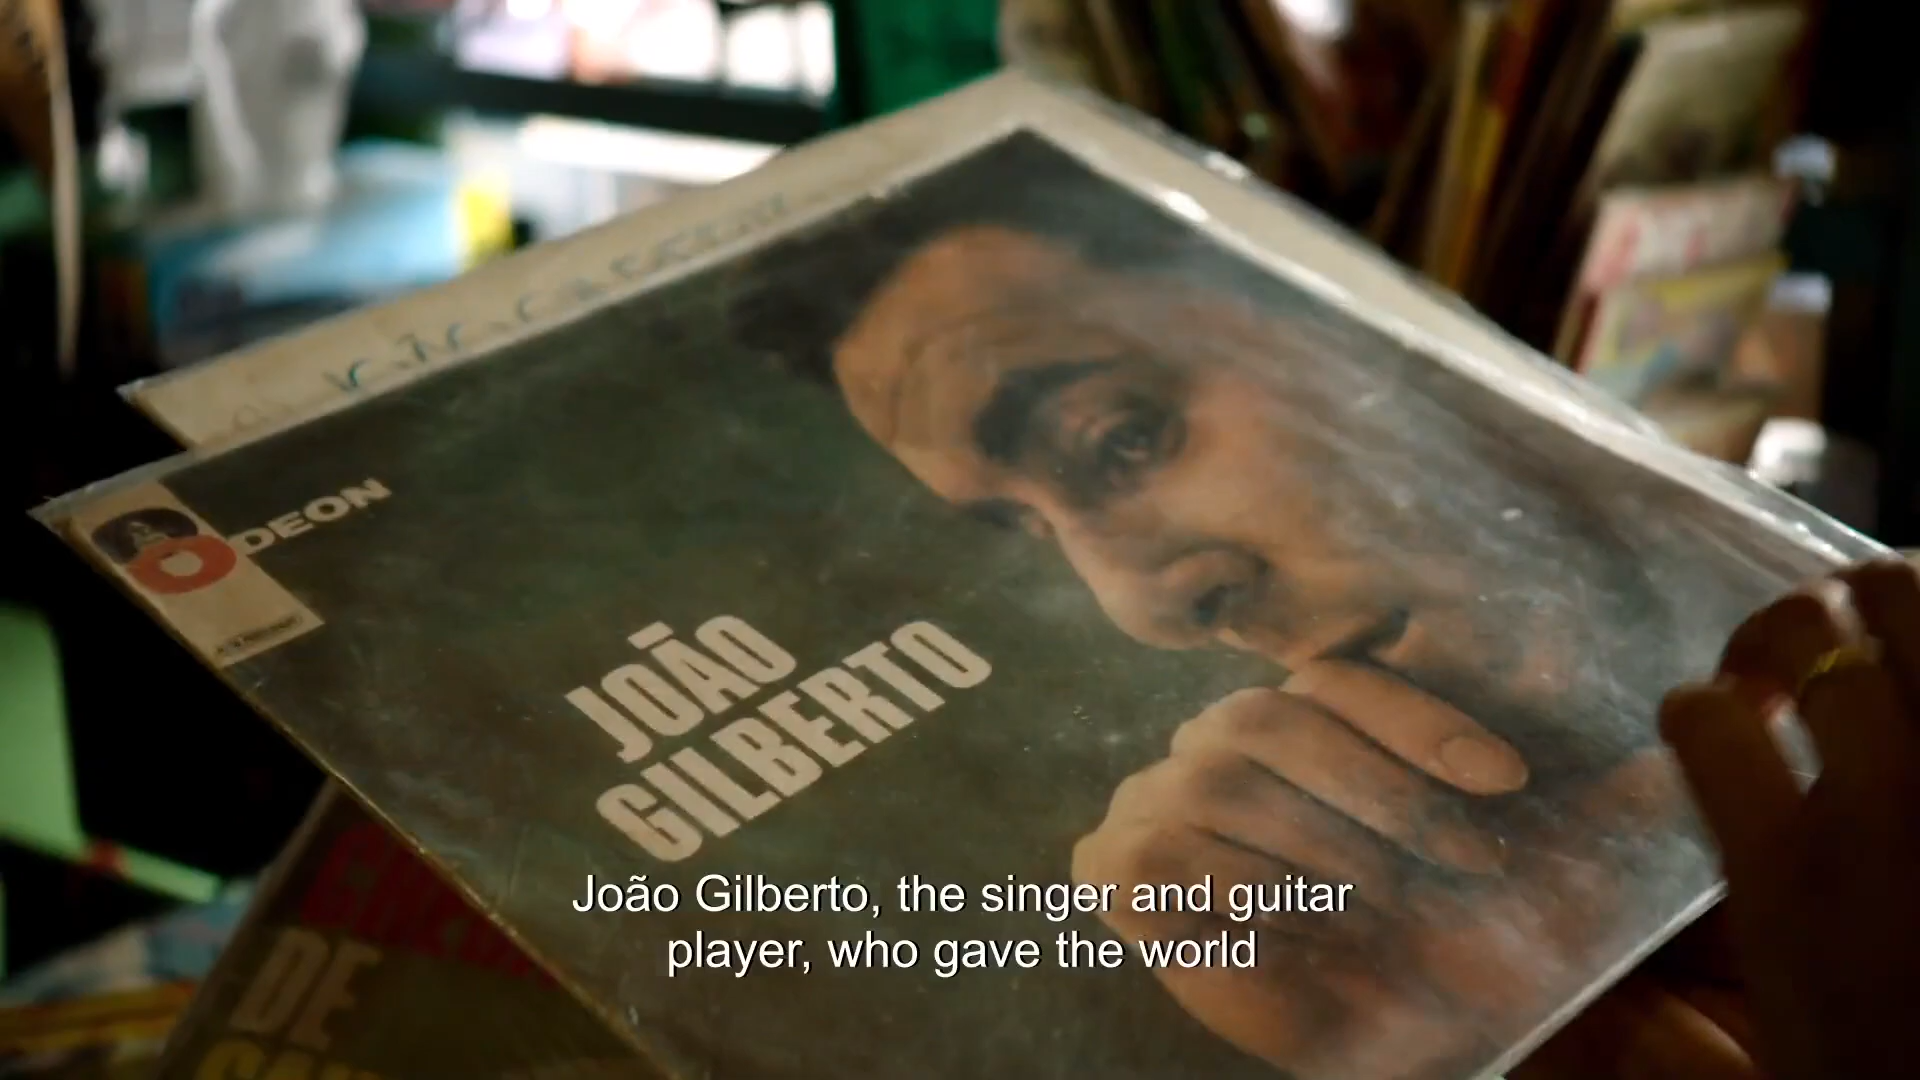 ODEON
JOÃO
GILBERTO
DE
João Gilberto, the singer and guitar
player, who gave the world